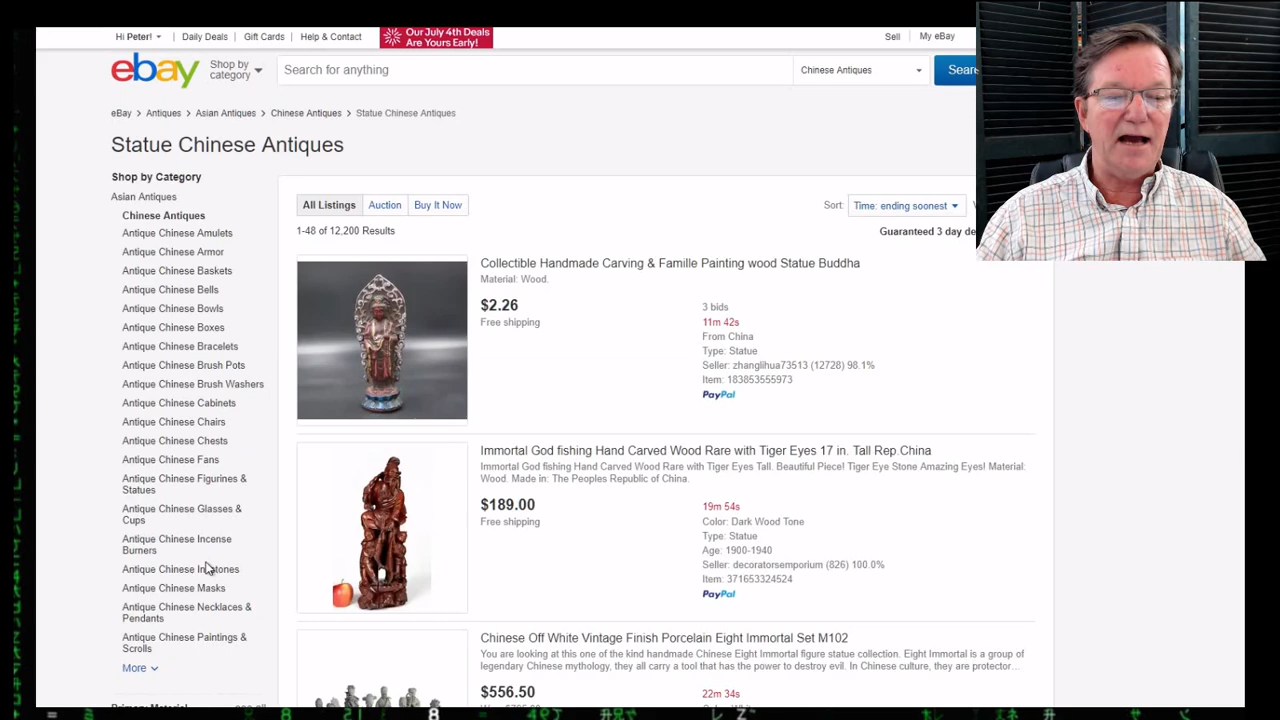 Hi Peter!
Daily Deals
Gift Cards
Help & Contact
Our July 4th Deals
Are Yours Early!
Sell
My eBay
ebay
Shop by
category
Search for anything
Chinese Antiques
eBay > Antiques > Asian Antiques > Chinese Antiques > Statue Chinese Antiques
Statue Chinese Antiques
Shop by Category
Asian Antiques
Chinese Antiques
Antique Chinese Amulets
Antique Chinese Armor
Antique Chinese Baskets
Antique Chinese Bells
Antique Chinese Bowls
Antique Chinese Boxes
Antique Chinese Bracelets
Antique Chinese Brush Pots
Antique Chinese Brush Washers
Antique Chinese Cabinets
Antique Chinese Chairs
Antique Chinese Chests
Antique Chinese Fans
Antique Chinese Figurines &
Statues
Antique Chinese Glasses &
Cups
Antique Chinese Incense
Burners
Antique Chinese
Antique Chinese Masks
Antique Chinese Necklaces &
Pendants
Antique Chinese Paintings &
Scrolls
More
All Listings
Auction
Buy It Now
Sort:
Time: ending soonest
1-48 of 12,200 Results
Guaranteed 3 day
Collectible Handmade Carving & Famille Painting wood Statue Buddha
Material: Wood.
$2.26
Free shipping
3 bids
11m 42s
From China
Type: Statue
Seller: zhanglihua73513 (12728) 98.1%
Item: 183853555973
PayPal
Immortal God fishing Hand Carved Wood Rare with Tiger Eyes 17 in. Tall Rep.China
Immortal God fishing Hand Carved Wood Rare with Tiger Eyes Tall. Beautiful Piece! Tiger Eye Stone Amazing Eyes! Material:
Wood. Made in: The Peoples Republic of China.
$189.00
Free shipping
19m 54s
Color: Dark Wood Tone
Type: Statue
Age: 1900-1940
Seller: decoratorsemporium (826) 100.0%
Item: 371653324524
PayPal
Chinese Off White Vintage Finish Porcelain Eight Immortal Set M102
You are looking at this one of the kind handmade Chinese Eight Immortal figure statue collection. Eight Immortal is a group of
legendary Chinese mythology, they all carry a tool that has the power to destroy evil. In Chinese culture, they are protector...
$556.50
22m 34s